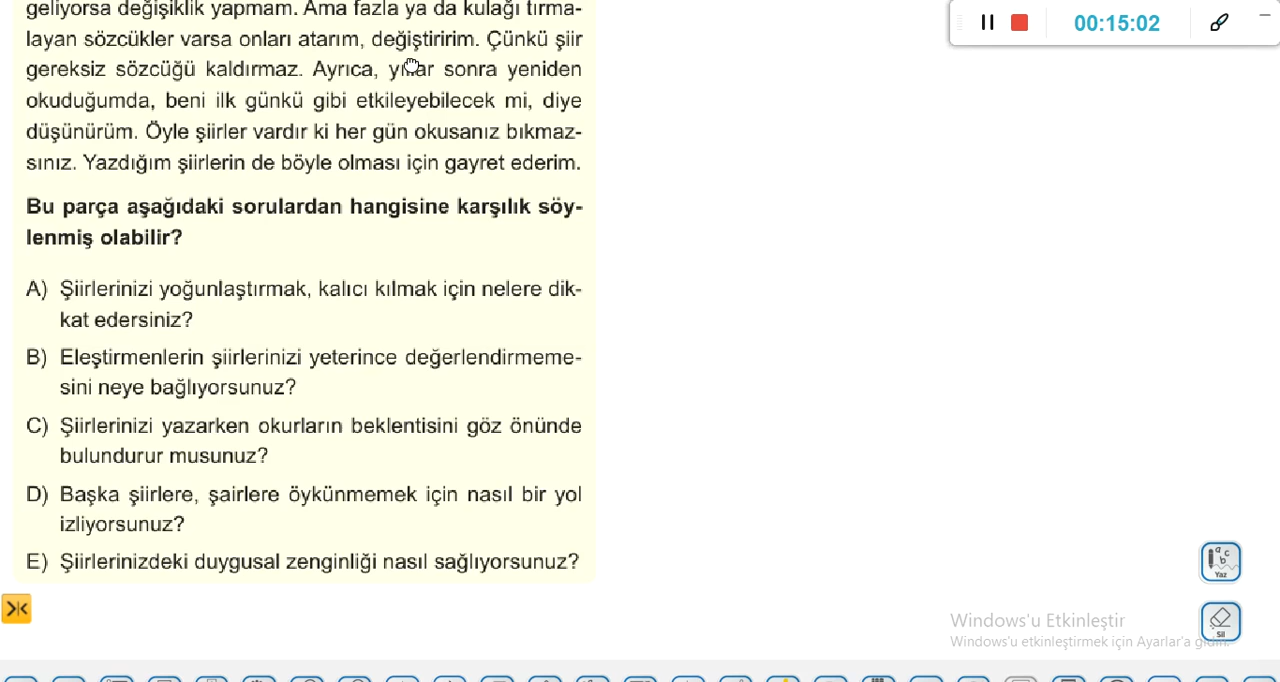 geliyorsa değişiklik yapmam. Ama fazla ya da kulağı tırma-
layan sözcükler varsa onları atarım, değiştiririm. Çünkü şiir
gereksiz sözcüğü kaldırmaz. Ayrıca, yıllar sonra yeniden
okuduğumda, beni ilk günkü gibi etkileyebilecek mi, diye
düşünürüm. Öyle şiirler vardır ki her gün okusanız bıkmaz-
sınız. Yazdığım şiirlerin de böyle olması için gayret ederim.
Bu parça aşağıdaki sorulardan hangisine karşılık söy-
lenmiş olabilir?
A) Şiirlerinizi yoğunlaştırmak, kalıcı kılmak için nelere dik-
kat edersiniz?
B) Eleştirmenlerin şiirlerinizi yeterince değerlendirmeme-
sini neye bağlıyorsunuz?
C) Şiirlerinizi yazarken okurların beklentisini göz önünde
bulundurur musunuz?
D) Başka şiirlere, şairlere öykünmemek için nasıl bir yol
izliyorsunuz?
E) Şiirlerinizdeki duygusal zenginliği nasıl sağlıyorsunuz?
00:15:02
a c
b
Yaz
Sil
Windows'u Etkinleştir
Windows'u etkinleştirmek için Ayarlar'a gidin.